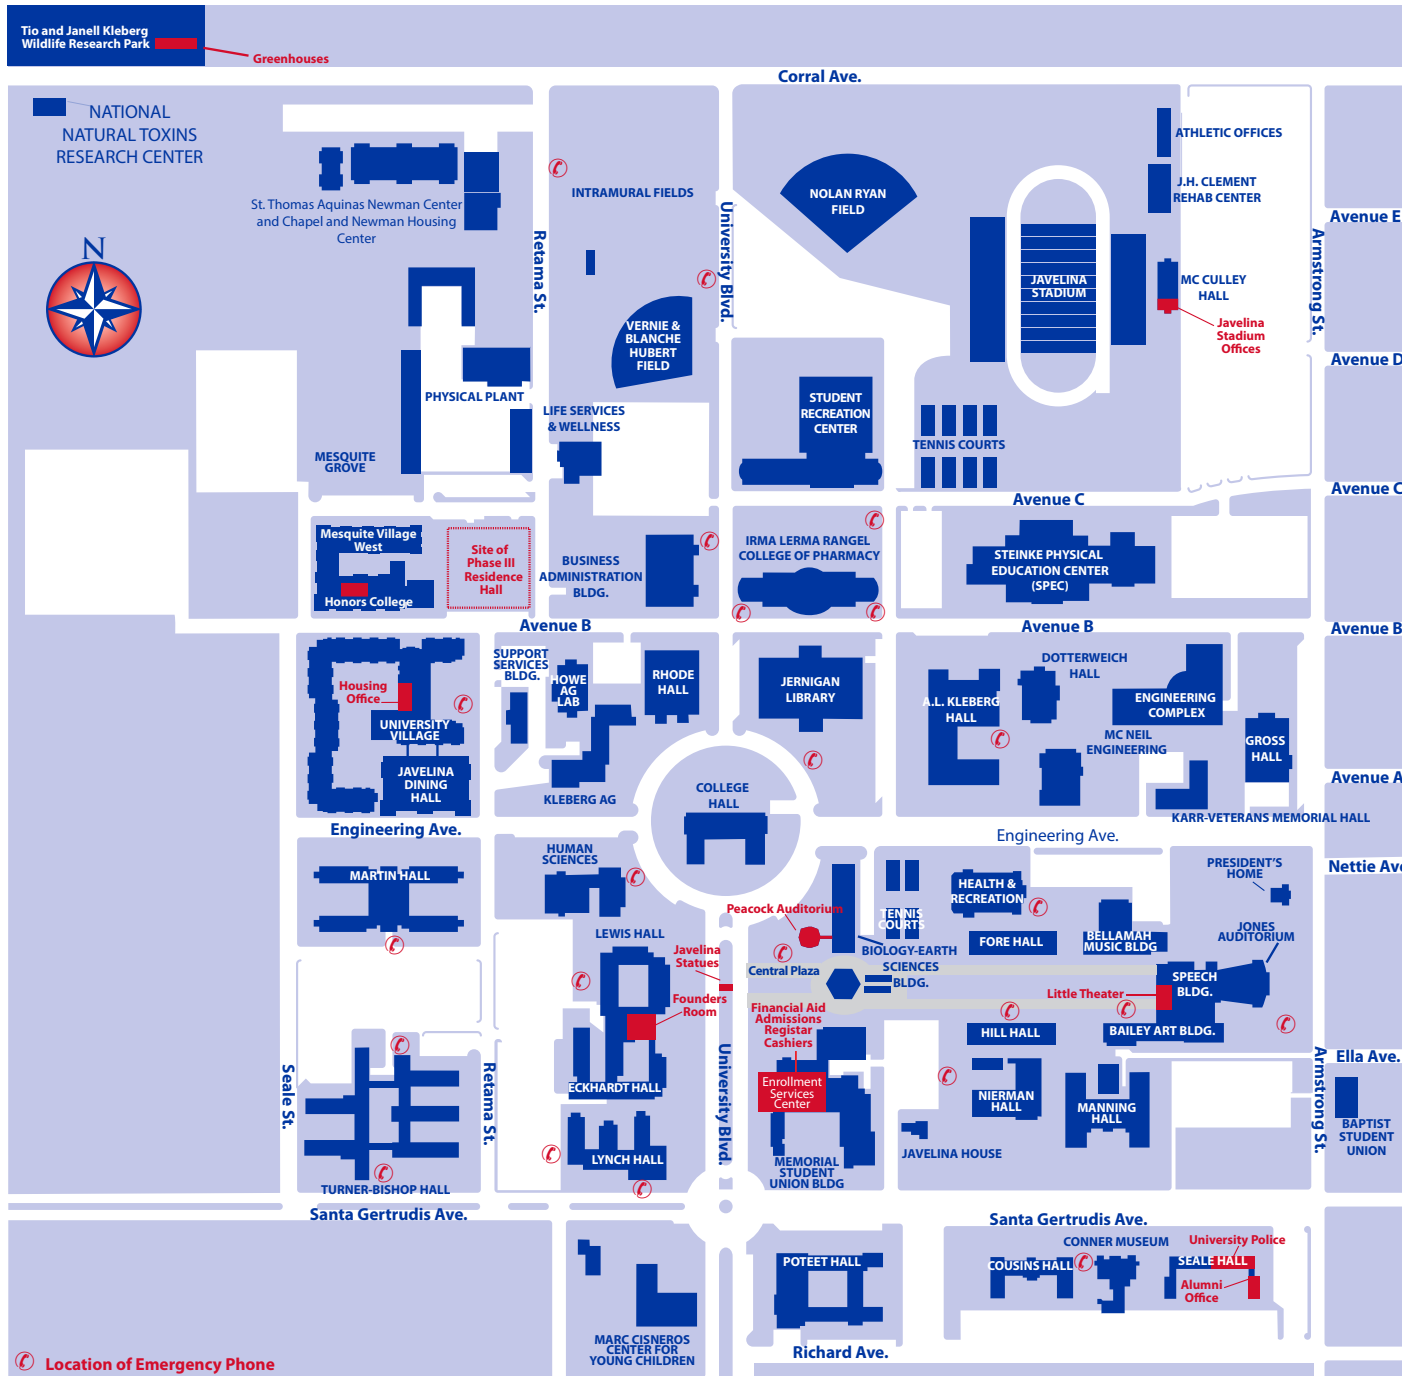 Tio and Janell Kleberg
Wildlife Research Park
Greenhouses
Corral Ave.
NATIONAL
NATURAL TOXINS
RESEARCH CENTER
ATHLETIC OFFICES
St. Thomas Aquinas Newman Center
and Chapel and Newman Housing
Center
INTRAMURAL FIELDS
NOLAN RYAN
FIELD
J.H. CLEMENT
REHAB CENTER
Avenue E
N
Retama St.
University Blvd.
Armstrong St.
JAVELINA
STADIUM
MC CULLEY
HALL
Javelina
Stadium
Offices
VERNIE &
BLANCHE
HUBERT
FIELD
Avenue D
PHYSICAL PLANT
LIFE SERVICES
& WELLNESS
STUDENT
RECREATION
CENTER
TENNIS COURTS
MESQUITE
GROVE
Avenue C
Avenue C
Mesquite Village
West
Honors College
Site of
Phase III
Residence
Hall
BUSINESS
ADMINISTRATION
BLDG.
IRMA LERMA RANGEL
COLLEGE OF PHARMACY
STEINKE PHYSICAL
EDUCATION CENTER
(SPEC)
Avenue B
Avenue B
Avenue B
Housing
Office
UNIVERSITY
VILLAGE
JAVELINA
DINING
HALL
SUPPORT
SERVICES
BLDG.
HOWE
AG
LAB
RHODE
HALL
JERNIGAN
LIBRARY
A.L. KLEBERG
HALL
DOTTERWEICH
HALL
ENGINEERING
COMPLEX
MC NEIL
ENGINEERING
GROSS
HALL
KLEBERG AG
COLLEGE
HALL
Avenue A
KARR-VETERANS MEMORIAL HALL
Engineering Ave.
Engineering Ave.
MARTIN HALL
HUMAN
SCIENCES
PRESIDENT'S
HOME
Nettie Ave
Peacock Auditorium
TENNIS
COURTS
HEALTH &
RECREATION
FORE HALL
BELLAMAH
MUSIC BLDG
JONES
AUDITORIUM
LEWIS HALL
Javelina
Statues
Founders
Room
Central Plaza
BIOLOGY-EARTH
SCIENCES
BLDG.
Little Theater
SPEECH
BLDG.
Financial Aid
Admissions
Registar
Cashiers
HILL HALL
BAILEY ART BLDG.
Seale St.
Retama St.
University Blvd.
Armstrong St.
Ella Ave.
ECKHARDT HALL
Enrollment
Services
Center
NIERMAN
HALL
MANNING
HALL
BAPTIST
STUDENT
UNION
LYNCH HALL
MEMORIAL
STUDENT
UNION BLDG
JAVELINA HOUSE
TURNER-BISHOP HALL
Santa Gertrudis Ave.
Santa Gertrudis Ave.
POTEET HALL
COUSINS HALL
CONNER MUSEUM
University Police
SEALE HALL
Alumni
Office
MARC CISNEROS
CENTER FOR
YOUNG CHILDREN
Richard Ave.
Location of Emergency Phone